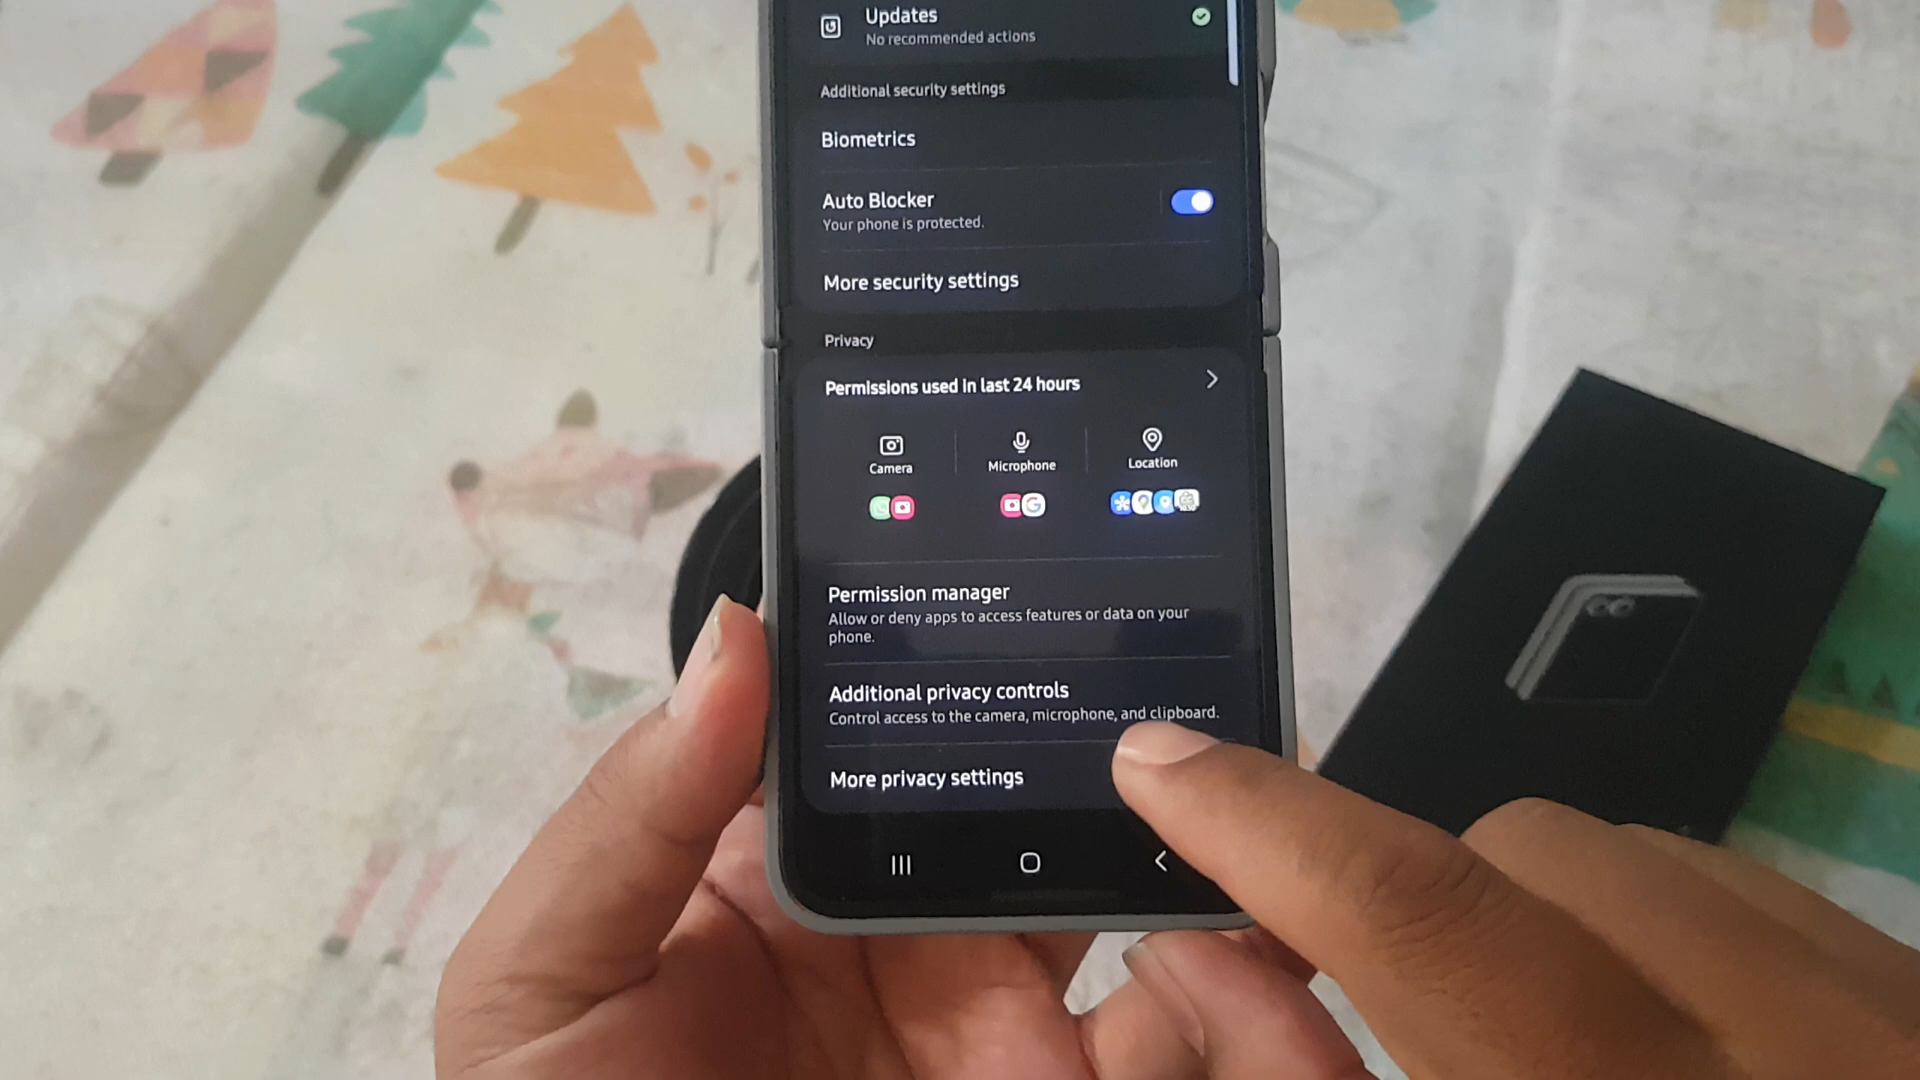 Updates
No recommended actions
Additional security settings
Biometrics
Auto Blocker
Your phone is protected.
More security settings
Privacy
Permissions used in last 24 hours
Camera
Microphone
Location
Permission manager
Allow or deny apps to access features or data on your
phone.
Additional privacy controls
Control access to the camera, microphone, and clipboard.
More privacy settings